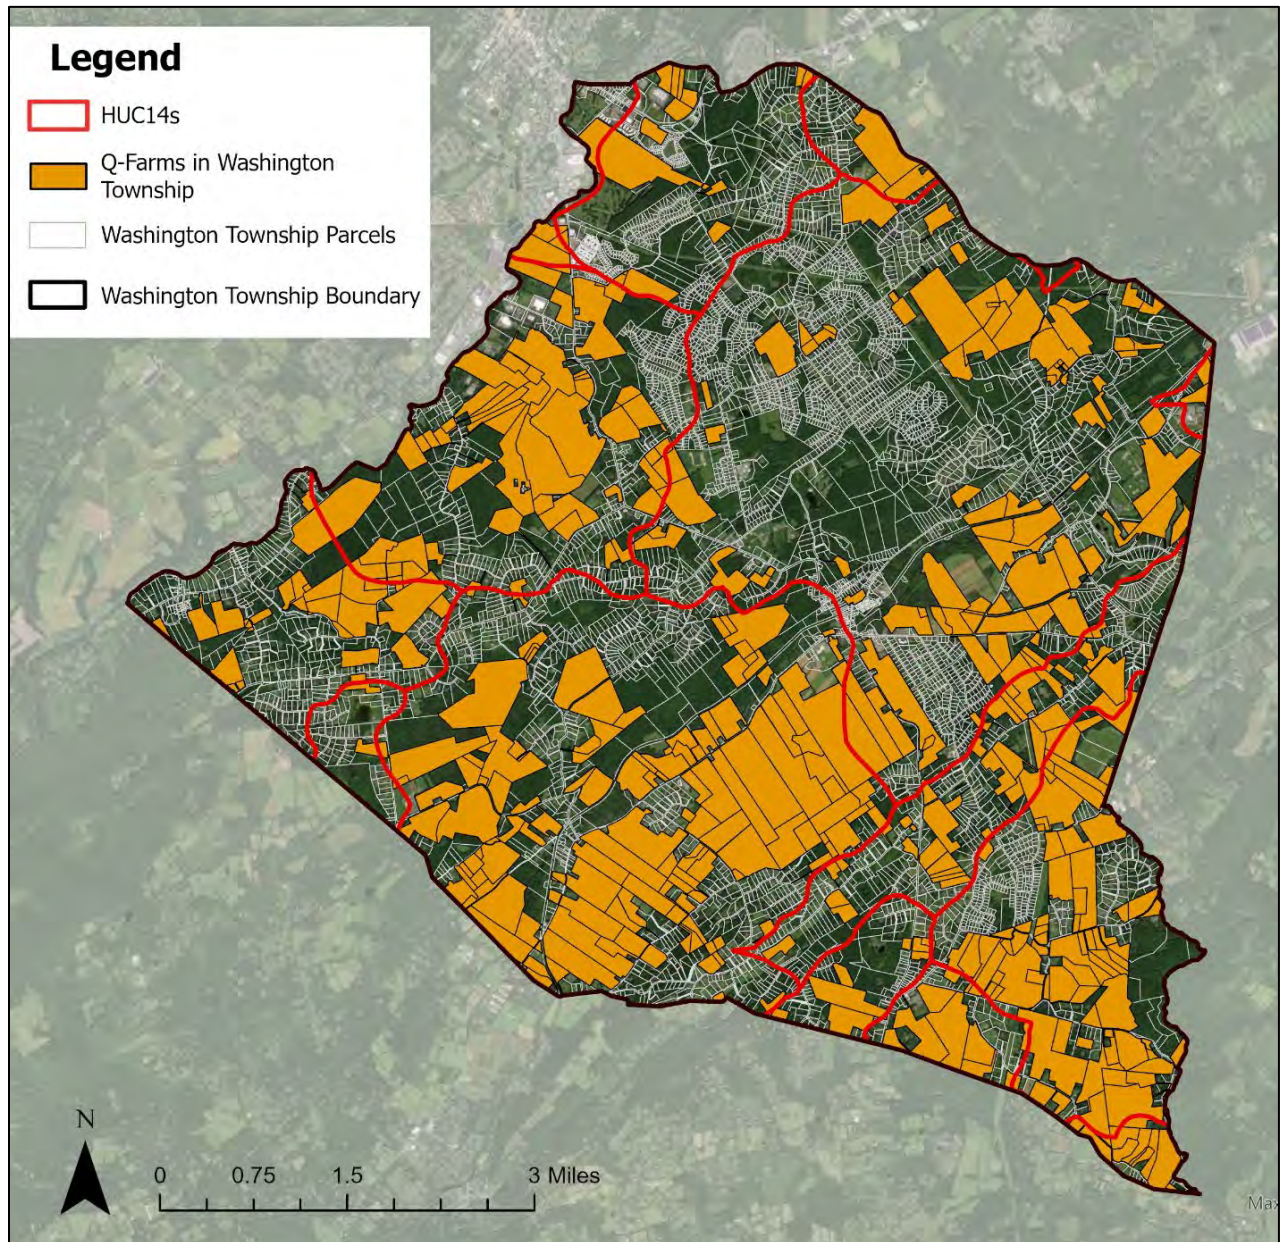 Legend
HUC14s
Q-Farms in Washington
Township
Washington Township Parcels
Washington Township Boundary
N
0 0.75 1.5 3 Miles
Max